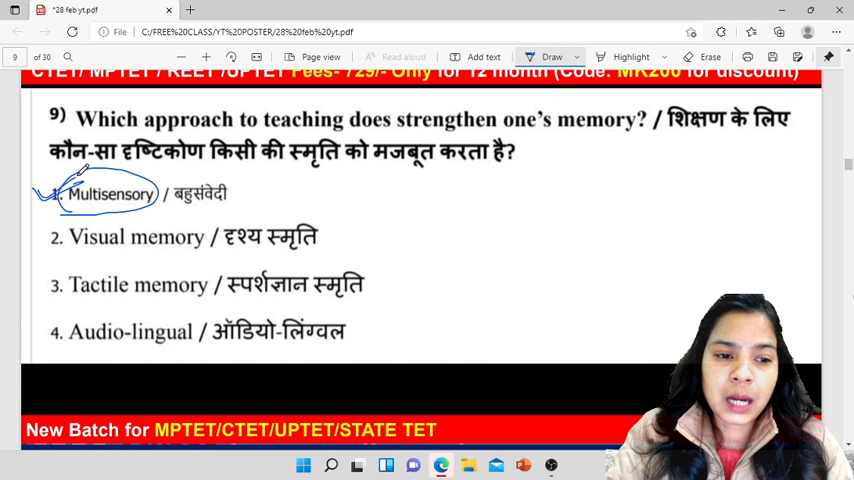 *28 feb yt.pdf
File
C:/FREE%20CLASS/YT%20POSTER/28%20feb%20yt.pdf
9 of 30
Page view
Read aloud
Add text
Draw
Highlight
Erase
CTET/ MPTET / REET /UPTET Fees- 729/- Only for 12 month (Code: MK200 for discount)
9) Which approach to teaching does strengthen one's memory? / शिक्षण के लिए
कौन-सा दृष्टिकोण किसी की स्मृति को मजबूत करता है?
1. Multisensory / बहुसंवेदी
2. Visual memory / दृश्य स्मृति
3. Tactile memory / स्पर्शज्ञान स्मृति
4. Audio-lingual / ऑडियो-लिंग्वल
New Batch for MPTET/CTET/UPTET/STATE TET